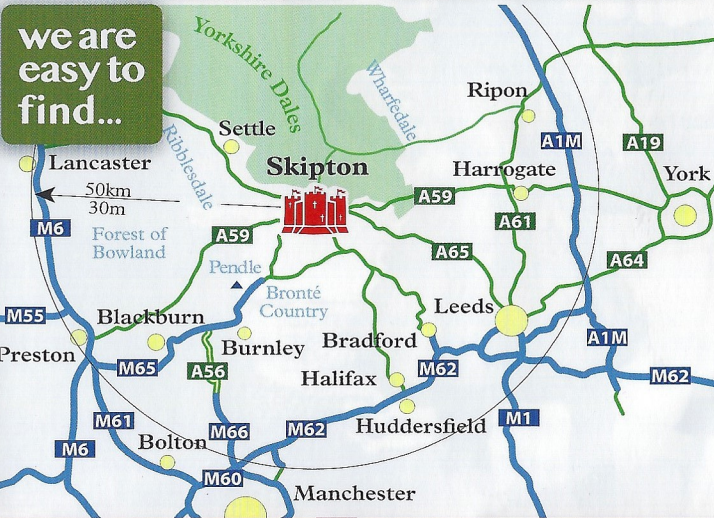 we are
easy to
find...
Yorkshire Dales
Wharfedale
Ribblesdale
Settle
Skipton
Ripon
A1M
A19
Lancaster
Harrogate
York
50km
30m
A59
M6
Forest of
Bowland
A59
A61
A65
A64
Pendle
Bronté
Country
M55
Blackburn
Leeds
Preston
Burnley
Bradford
A1M
M65
A56
Halifax
M62
M62
M61
M66
M62
Huddersfield
M1
M6
Bolton
M60
Manchester